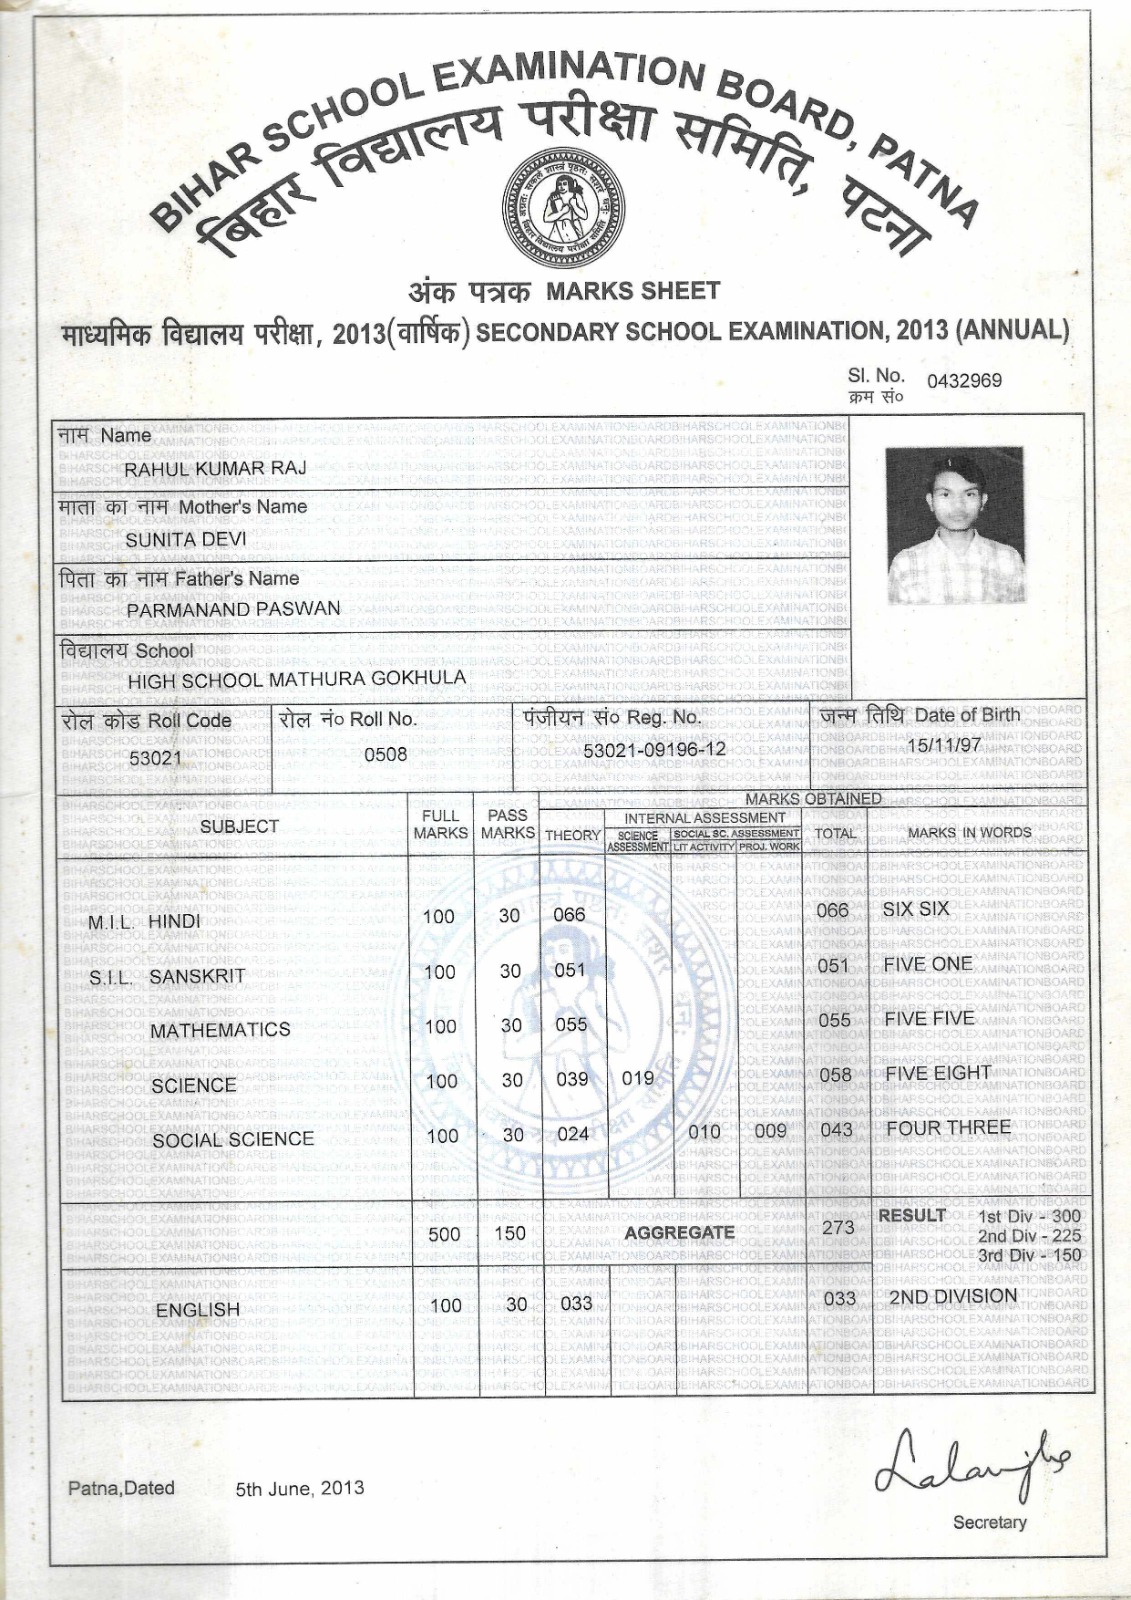 BIHAR SCHOOL EXAMINATION BOARD, PATNA
बिहार विद्यालय परीक्षा समिति, पटना
अंक पत्रक MARKS SHEET
माध्यमिक विद्यालय परीक्षा, 2013(वार्षिक) SECONDARY SCHOOL EXAMINATION, 2013 (ANNUAL)
Sl. No. 0432969
क्रम सं०
नाम Name
RAHUL KUMAR RAJ
माता का नाम Mother's Name
SUNITA DEVI
पिता का नाम Father's Name
PARMANAND PASWAN
विद्यालय School
HIGH SCHOOL MATHURA GOKHULA
रोल कोड Roll Code रोल नं० Roll No. पंजीयन सं० Reg. No. जन्म तिथि Date of Birth
53021 0508 53021-09196-12 15/11/97
MARKS OBTAINED
SUBJECT FULL MARKS PASS MARKS THEORY INTERNAL ASSESSMENT TOTAL MARKS IN WORDS
SCIENCE ASSESSMENT SOCIAL SC. ASSESSMENT
LIT ACTIVITY PROJ. WORK
M.I.L. HINDI 100 30 066 066 SIX SIX
S.I.L. SANSKRIT 100 30 051 051 FIVE ONE
MATHEMATICS 100 30 055 055 FIVE FIVE
SCIENCE 100 30 039 019 058 FIVE EIGHT
SOCIAL SCIENCE 100 30 024 010 009 043 FOUR THREE
500 150 AGGREGATE 273 RESULT 1st Div - 300
2nd Div - 225
3rd Div - 150
ENGLISH 100 30 033 033 2ND DIVISION
Patna,Dated 5th June, 2013
Secretary